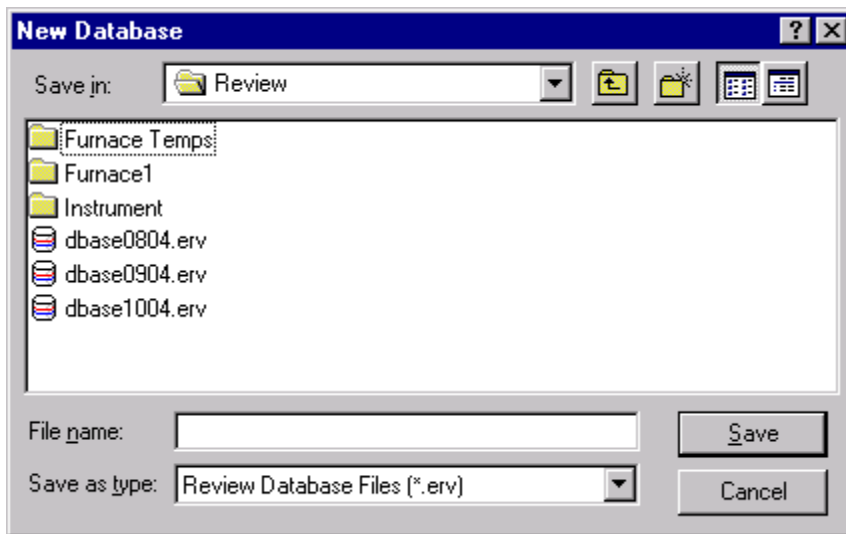 New Database
Save in: Review
Furnace Temps
Furnace1
Instrument
dbase0804.erv
dbase0904.erv
dbase1004.erv
File name: Save
Save as type: Review Database Files (*.erv) Cancel